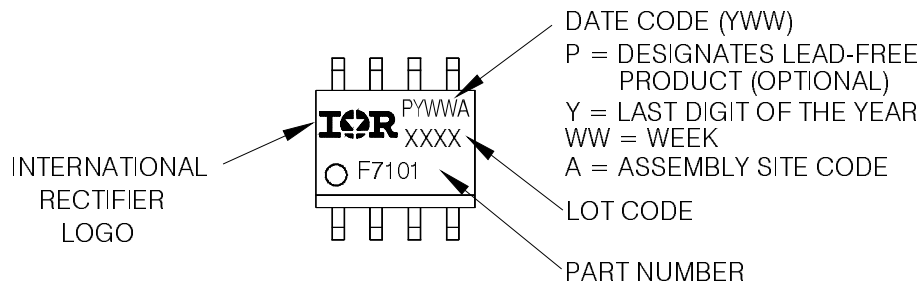 DATE CODE (YWW)
P = DESIGNATES LEAD-FREE
PRODUCT (OPTIONAL)
Y = LAST DIGIT OF THE YEAR
WW = WEEK
A = ASSEMBLY SITE CODE
PYWWA
IOR
XXXX
F7101
INTERNATIONAL
RECTIFIER
LOGO
LOT CODE
PART NUMBER